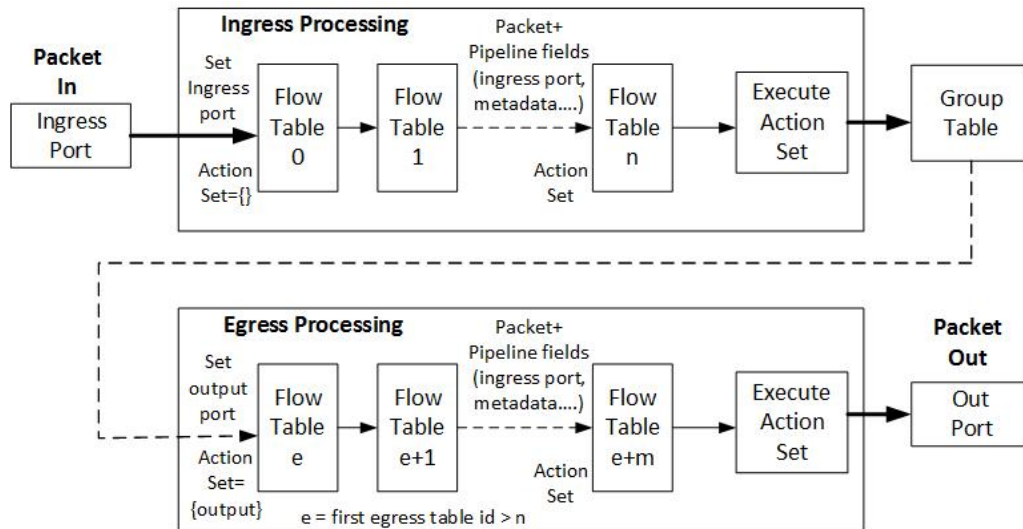 Ingress Processing
Packet
In
Ingress
Port
Set
Ingress
port
Action
Set={}
Flow
Table
0
Flow
Table
1
Packet+
Pipeline fields
(ingress port,
metadata....)
Action
Set
Flow
Table
n
Execute
Action
Set
Group
Table
Egress Processing
Set
output
port
Action
Set=
{output}
Flow
Table
e
Flow
Table
e+1
Packet+
Pipeline fields
(ingress port,
metadata....)
Action
Set
Flow
Table
e+m
Execute
Action
Set
Packet
Out
Out
Port
e = first egress table id > n